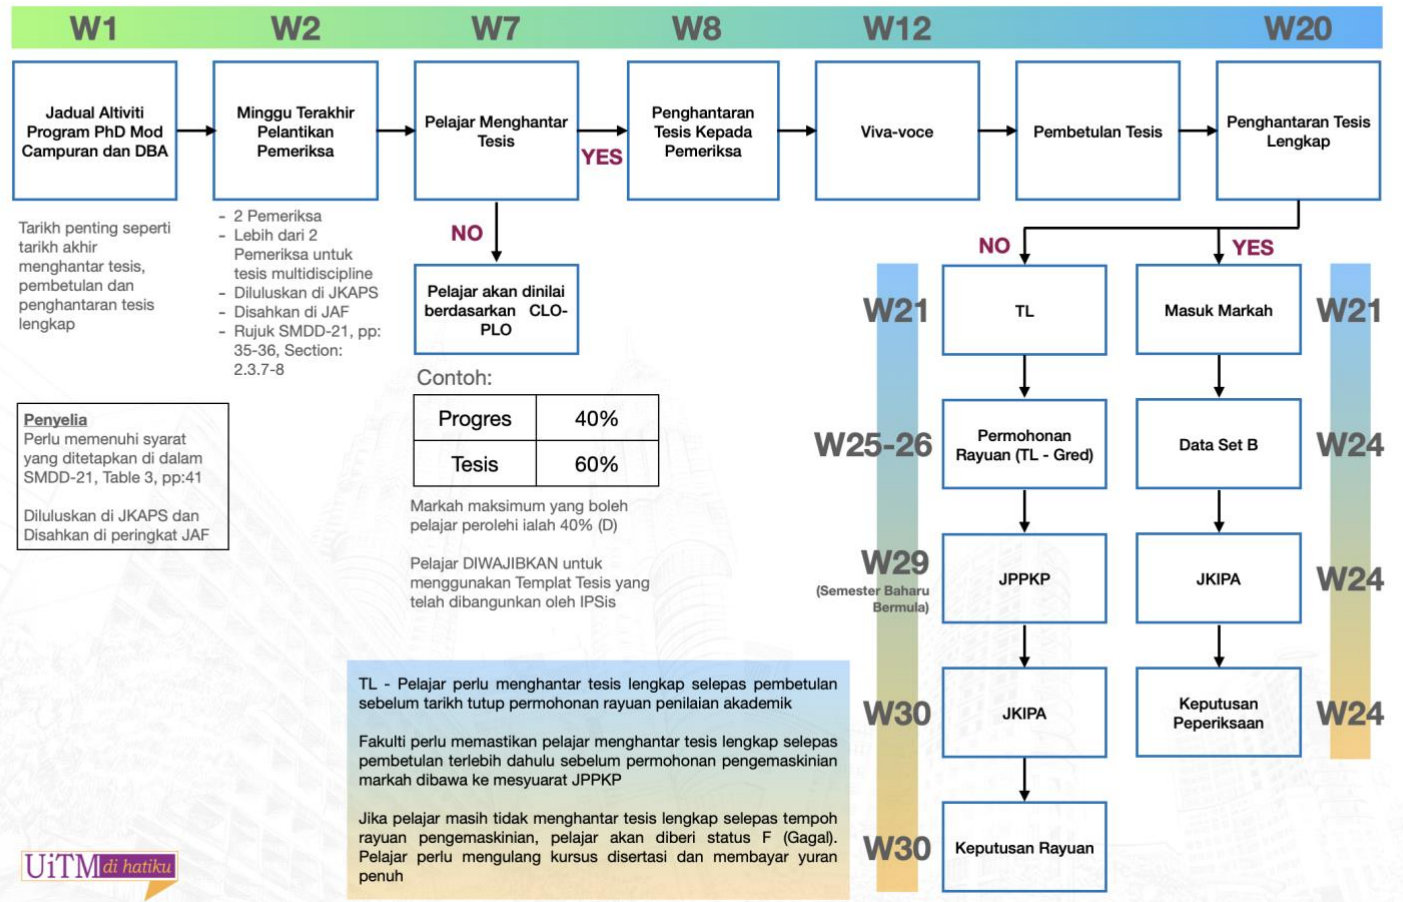 W1
W2
W7
W8
W12
W20
Jadual Altiviti
Program PhD Mod
Campuran dan DBA
Minggu Terakhir
Pelantikan
Pemeriksa
Pelajar Menghantar
Tesis
YES
Penghantaran
Tesis Kepada
Pemeriksa
Viva-voce
Pembetulan Tesis
Penghantaran Tesis
Lengkap
Tarikh penting seperti
tarikh akhir
menghantar tesis,
pembetulan dan
penghantaran tesis
lengkap
- 2 Pemeriksa
- Lebih dari 2
Pemeriksa untuk
tesis multidiscipline
- Diluluskan di JKAPS
- Disahkan di JAF
- Rujuk SMDD-21, pp:
35-36, Section:
2.3.7-8
NO
Pelajar akan dinilai
berdasarkan CLO-
PLO
Contoh:
Progres 40%
Tesis 60%
Markah maksimum yang boleh
pelajar perolehi ialah 40% (D)
Pelajar DIWAJIBKAN untuk
menggunakan Templat Tesis yang
telah dibangunkan oleh IPSis
Penyelia
Perlu memenuhi syarat
yang ditetapkan di dalam
SMDD-21, Table 3, pp:41
Diluluskan di JKAPS dan
Disahkan di peringkat JAF
NO
YES
W21
TL
Masuk Markah
W21
W25-26
Permohonan
Rayuan (TL - Gred)
Data Set B
W24
W29
(Semester Baharu
Bermula)
JPPKP
JKIPA
W24
W30
JKIPA
Keputusan
Peperiksaan
W24
W30
Keputusan Rayuan
TL - Pelajar perlu menghantar tesis lengkap selepas pembetulan
sebelum tarikh tutup permohonan rayuan penilaian akademik
Fakulti perlu memastikan pelajar menghantar tesis lengkap selepas
pembetulan terlebih dahulu sebelum permohonan pengemaskinian
markah dibawa ke mesyuarat JPPKP
Jika pelajar masih tidak menghantar tesis lengkap selepas tempoh
rayuan pengemaskinian, pelajar akan diberi status F (Gagal).
Pelajar perlu mengulang kursus disertasi dan membayar yuran
penuh
UiTM di hatiku